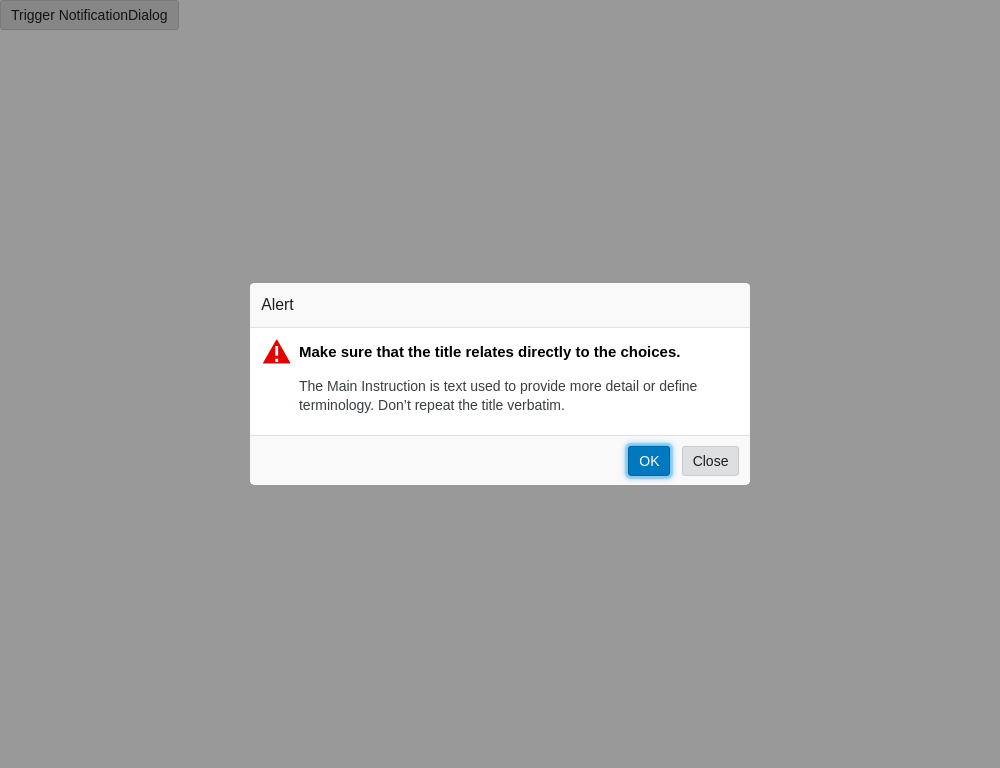 Trigger NotificationDialog
Alert
Make sure that the title relates directly to the choices.
The Main Instruction is text used to provide more detail or define
terminology. Don’t repeat the title verbatim.
OK Close